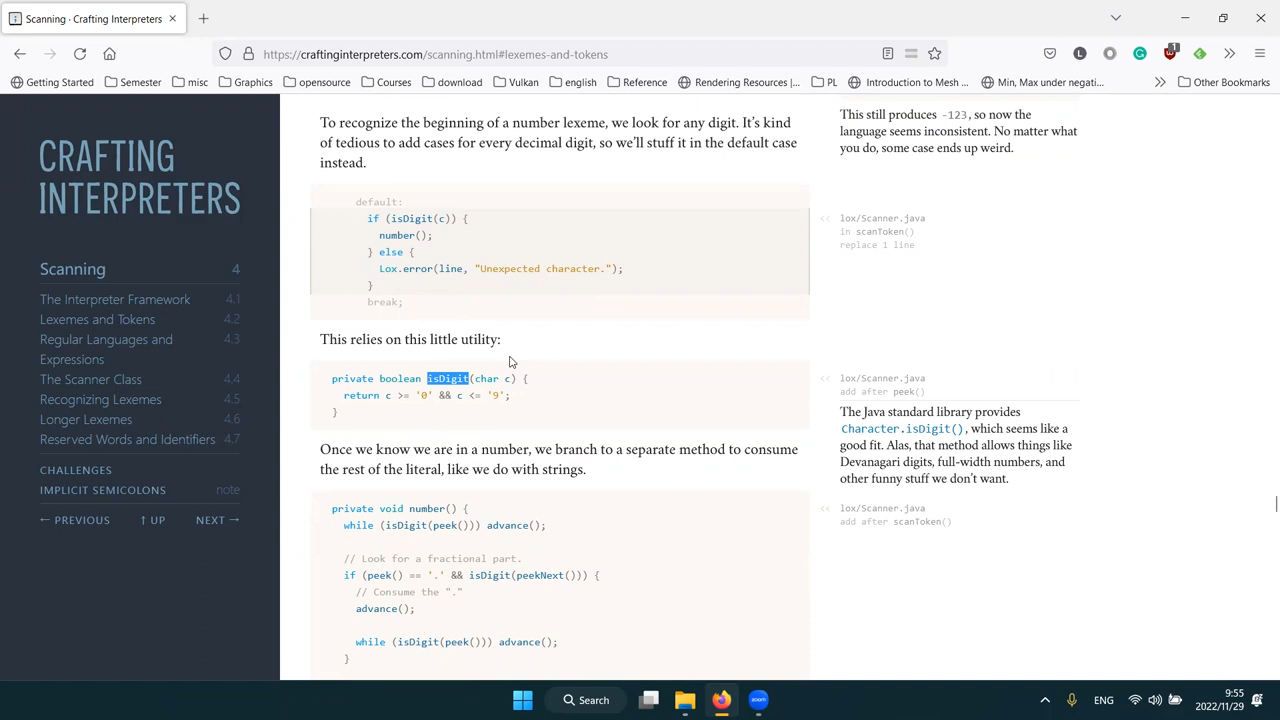 Scanning · Crafting Interpreters
https://craftinginterpreters.com/scanning.html#lexemes-and-tokens
L
1
Getting Started
Semester
misc
Graphics
opensource
Courses
download
Vulkan
english
Reference
Rendering Resources |...
PL
Introduction to Mesh ...
Min, Max under negati...
Other Bookmarks
CRAFTING
INTERPRETERS
Scanning 4
The Interpreter Framework 4.1
Lexemes and Tokens 4.2
Regular Languages and 4.3
Expressions
The Scanner Class 4.4
Recognizing Lexemes 4.5
Longer Lexemes 4.6
Reserved Words and Identifiers 4.7
CHALLENGES
IMPLICIT SEMICOLONS note
← PREVIOUS ↑ UP NEXT →
To recognize the beginning of a number lexeme, we look for any digit. It’s kind
of tedious to add cases for every decimal digit, so we’ll stuff it in the default case
instead.
default:
if (isDigit(c)) {
number();
} else {
Lox.error(line, "Unexpected character.");
}
break;
This relies on this little utility:
private boolean isDigit(char c) {
return c >= '0' && c <= '9';
}
Once we know we are in a number, we branch to a separate method to consume
the rest of the literal, like we do with strings.
private void number() {
while (isDigit(peek())) advance();
// Look for a fractional part.
if (peek() == '.' && isDigit(peekNext())) {
// Consume the "."
advance();
while (isDigit(peek())) advance();
}
This still produces -123, so now the
language seems inconsistent. No matter what
you do, some case ends up weird.
<< lox/Scanner.java
in scanToken()
replace 1 line
<< lox/Scanner.java
add after peek()
The Java standard library provides
Character.isDigit(), which seems like a
good fit. Alas, that method allows things like
Devanagari digits, full-width numbers, and
other funny stuff we don’t want.
<< lox/Scanner.java
add after scanToken()
Search
zoom
ENG
9:55
2022/11/29